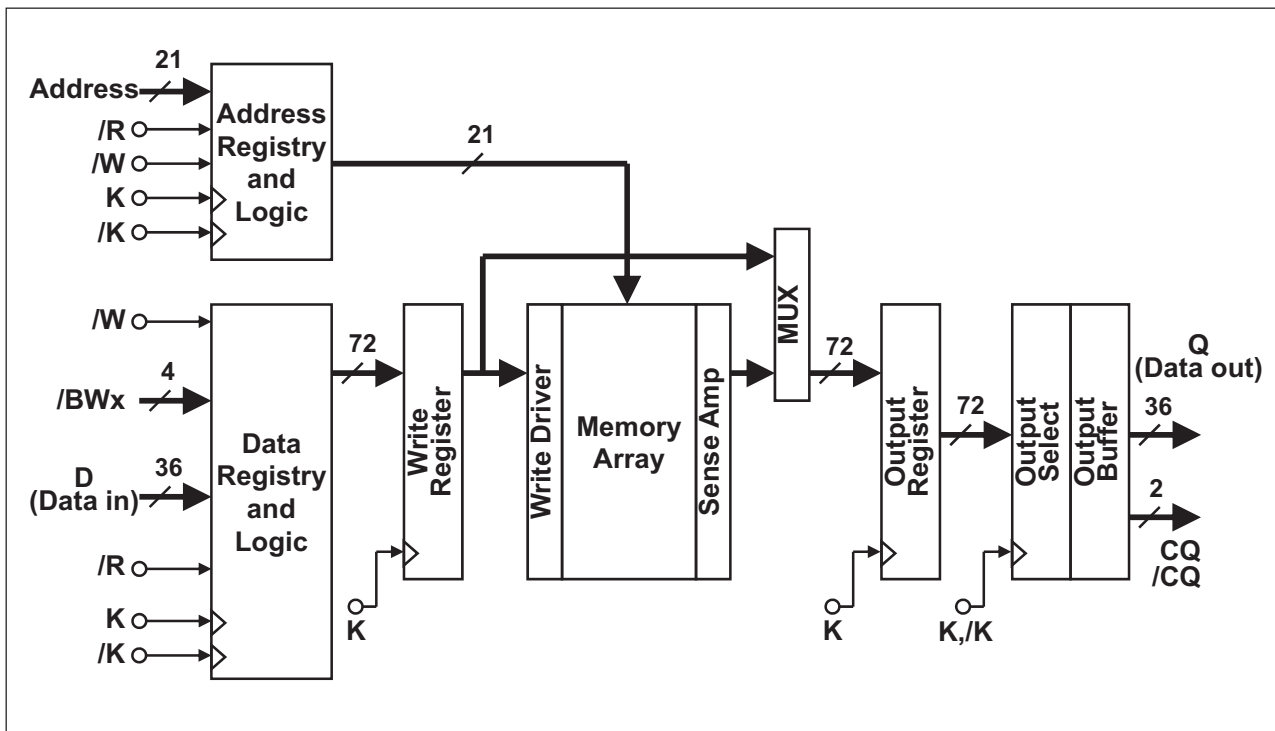 21
Address
/R
/W
K
/K
Address
Registry
and
Logic
21
/W
4
/BWx
36
D
(Data in)
/R
K
/K
Data
Registry
and
Logic
72
Write
Register
K
Write Driver
Memory
Array
Sense Amp
MUX
72
Output
Register
K
72
Output
Select
Output
Buffer
K,/K
Q
(Data out)
36
2
CQ
/CQ